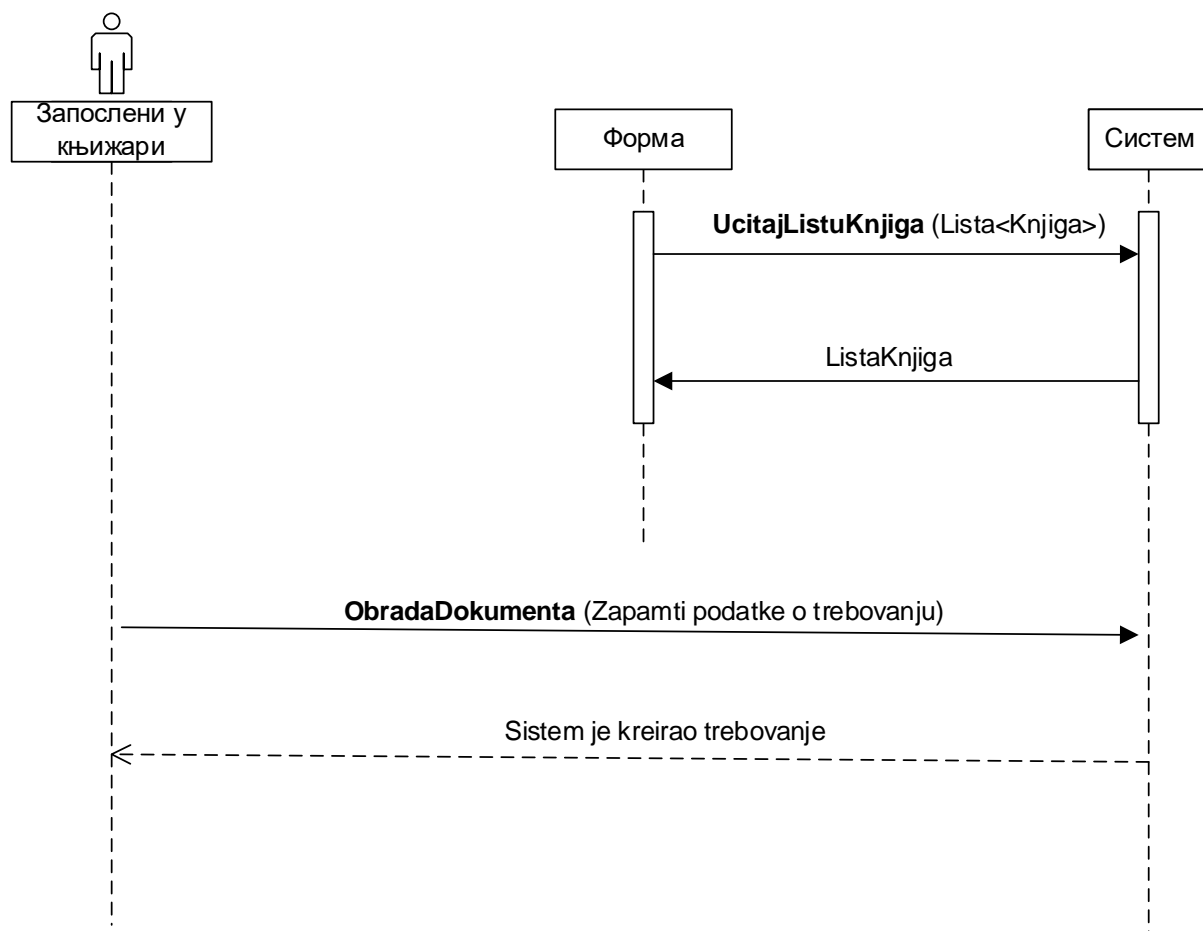 Запослени у
књижари
Форма
Систем
UcitajListuKnjiga (Lista<Knjiga>)
ListaKnjiga
ObradaDokumenta (Zapamti podatke o trebovanju)
Sistem je kreirao trebovanje